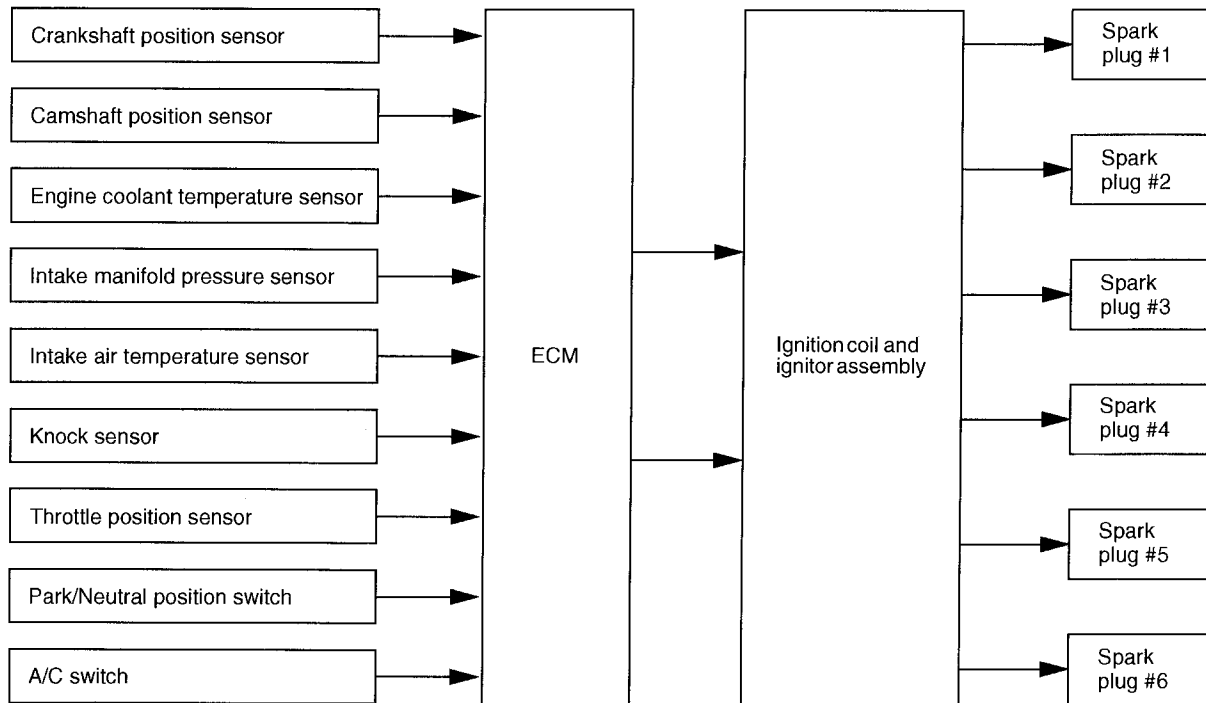 Crankshaft position sensor
Camshaft position sensor
Engine coolant temperature sensor
Intake manifold pressure sensor
Intake air temperature sensor
Knock sensor
Throttle position sensor
Park/Neutral position switch
A/C switch
ECM
Ignition coil and
ignitor assembly
Spark
plug #1
Spark
plug #2
Spark
plug #3
Spark
plug #4
Spark
plug #5
Spark
plug #6